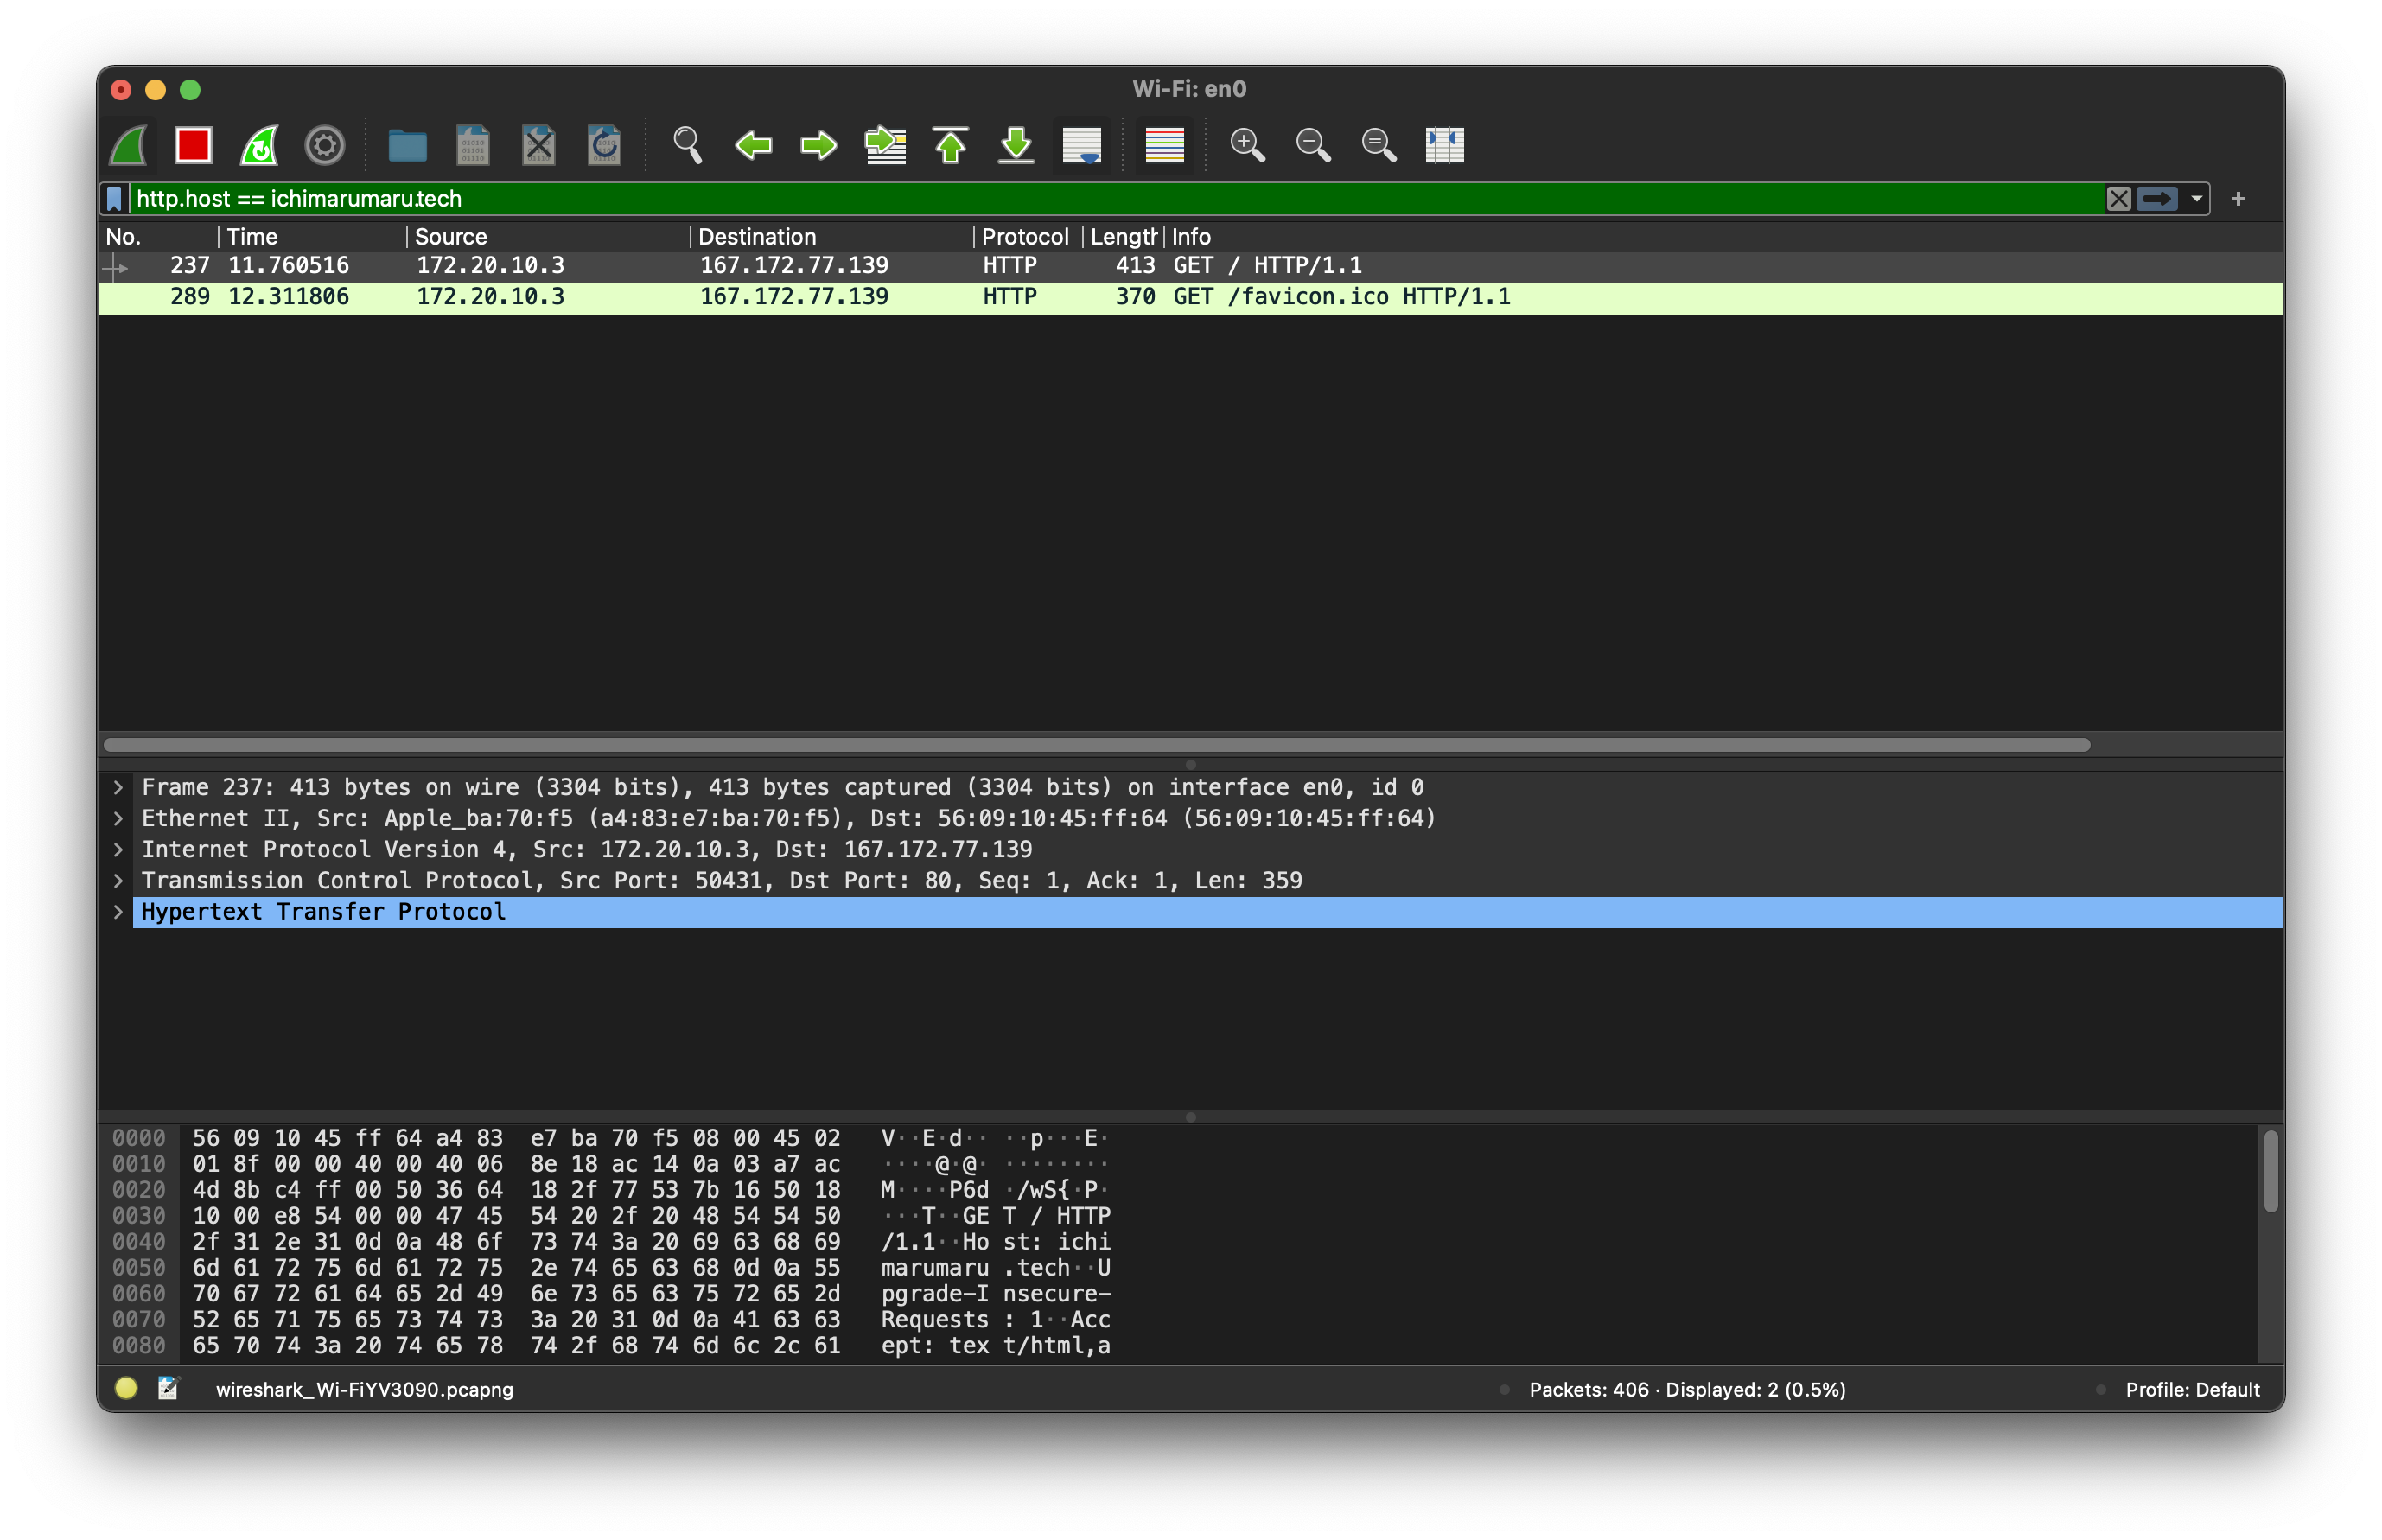 Wi-Fi: en0
http.host == ichimarumaru.tech
No. Time Source Destination Protocol Length Info
237 11.760516 172.20.10.3 167.172.77.139 HTTP 413 GET / HTTP/1.1
289 12.311806 172.20.10.3 167.172.77.139 HTTP 370 GET /favicon.ico HTTP/1.1
Frame 237: 413 bytes on wire (3304 bits), 413 bytes captured (3304 bits) on interface en0, id 0
Ethernet II, Src: Apple_ba:70:f5 (a4:83:e7:ba:70:f5), Dst: 56:09:10:45:ff:64 (56:09:10:45:ff:64)
Internet Protocol Version 4, Src: 172.20.10.3, Dst: 167.172.77.139
Transmission Control Protocol, Src Port: 50431, Dst Port: 80, Seq: 1, Ack: 1, Len: 359
Hypertext Transfer Protocol
0000 56 09 10 45 ff 64 a4 83 e7 ba 70 f5 08 00 45 02 V··E·d·· ··p···E·
0010 01 8f 00 00 40 00 40 06 8e 18 ac 14 0a 03 a7 ac ····@·@· ········
0020 4d 8b c4 ff 00 50 36 64 18 2f 77 53 7b 16 50 18 M····P6d ·/wS{·P·
0030 10 00 e8 54 00 00 47 45 54 20 2f 20 48 54 54 50 ···T··GE T / HTTP
0040 2f 31 2e 31 0d 0a 48 6f 73 74 3a 20 69 63 68 69 /1.1··Ho st: ichi
0050 6d 61 72 75 6d 61 72 75 2e 74 65 63 68 0d 0a 55 marumaru .tech··U
0060 70 67 72 61 64 65 2d 49 6e 73 65 63 75 72 65 2d pgrade-I nsecure-
0070 52 65 71 75 65 73 74 73 3a 20 31 0d 0a 41 63 63 Requests : 1··Acc
0080 65 70 74 3a 20 74 65 78 74 2f 68 74 6d 6c 2c 61 ept: tex t/html,a
wireshark_Wi-FiYV3090.pcapng Packets: 406 · Displayed: 2 (0.5%) Profile: Default